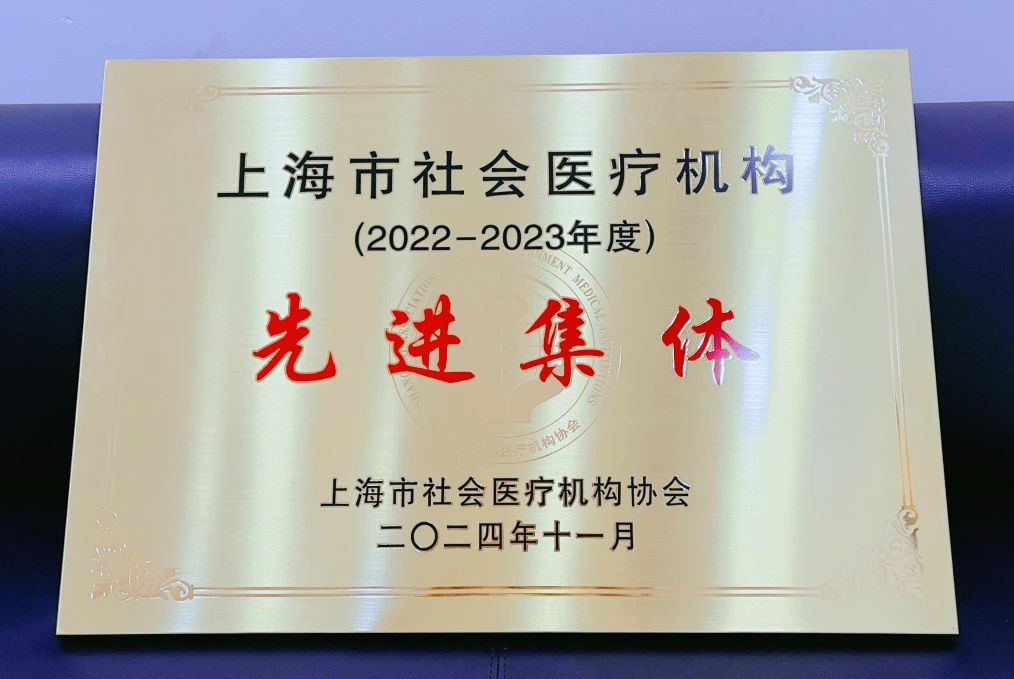 上海市社会医疗机构
(2022-2023年度)
先进集体
上海市社会医疗机构协会
二〇二四年十一月